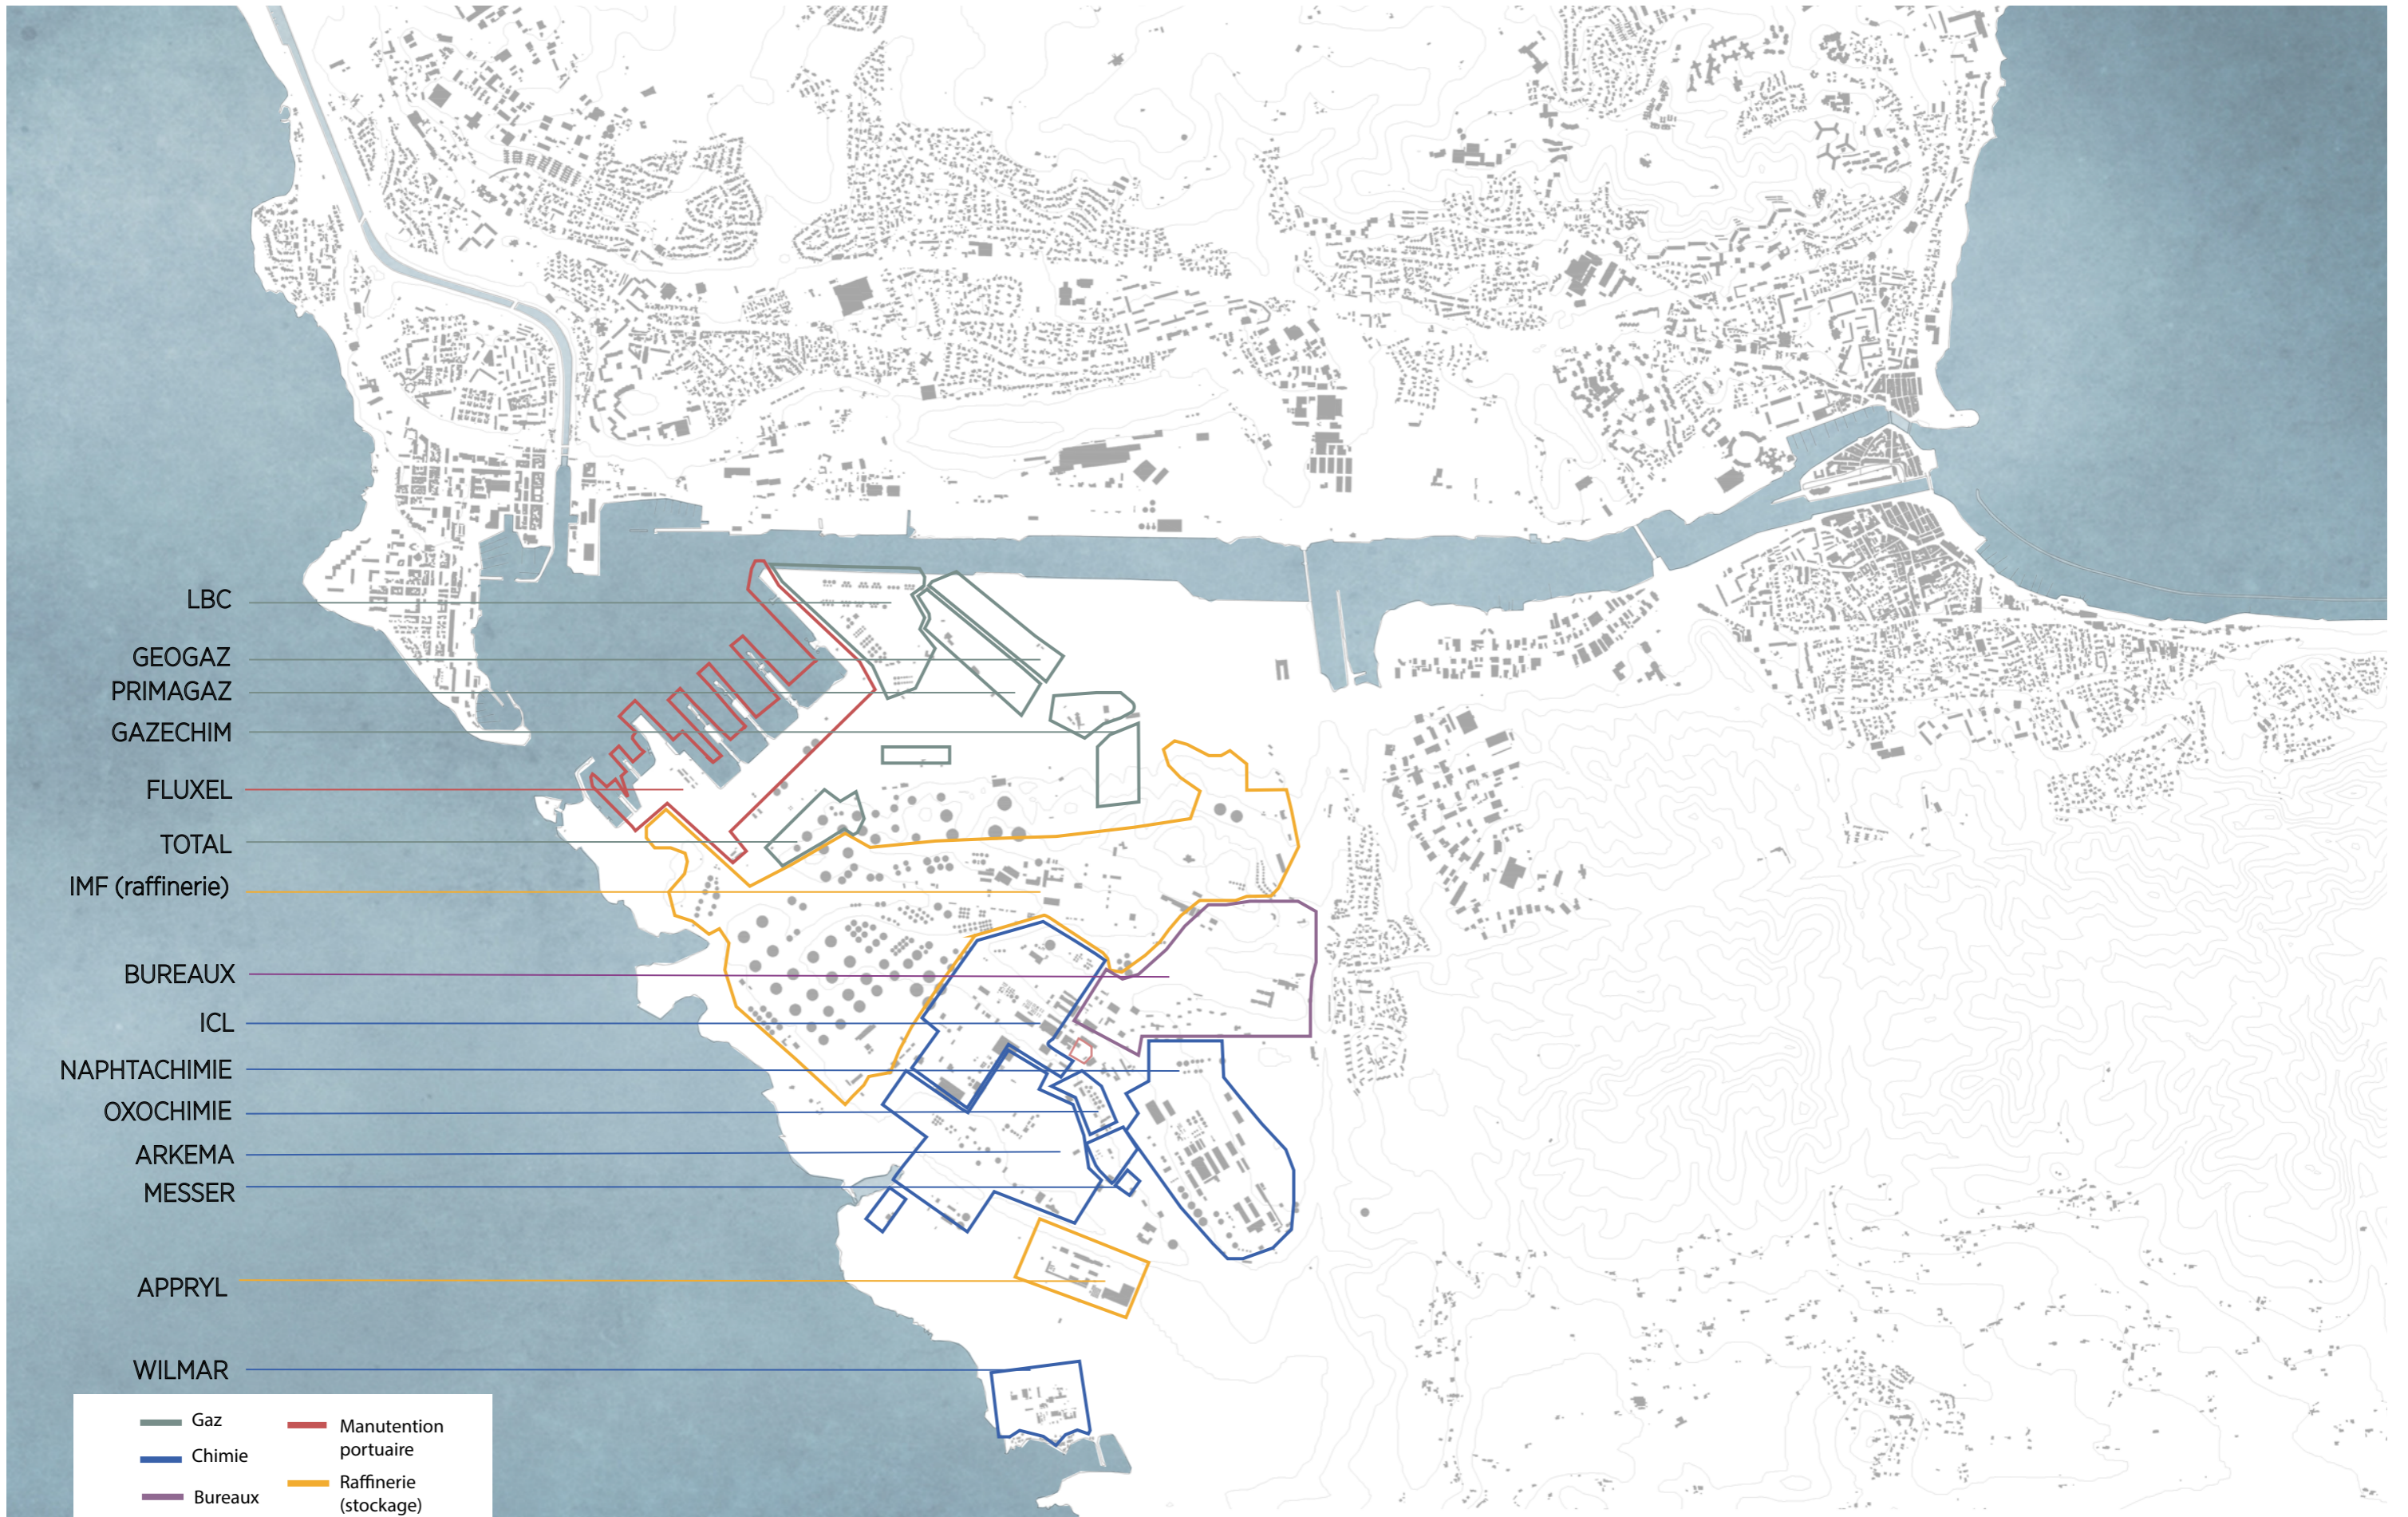 LBC
GEOGAZ
PRIMAGAZ
GAZECHIM
FLUXEL
TOTAL
IMF (raffinerie)
BUREAUX
ICL
NAPHTACHIMIE
OXOCHIMIE
ARKEMA
MESSER
APPRYL
WILMAR
Gaz
Chimie
Bureaux
Manutention
portuaire
Raffinerie
(stockage)